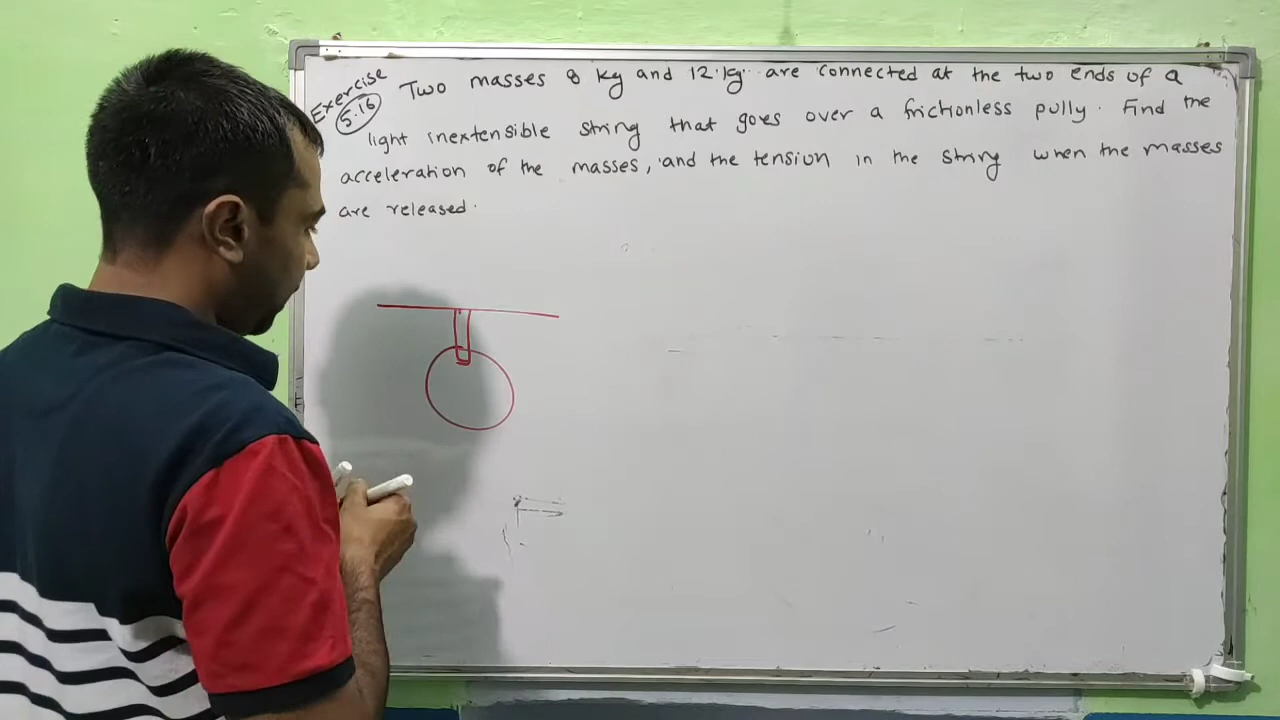 Exercise
5.16
Two masses 8 kg and 12 kg are connected at the two ends of a
light inextensible string that goes over a frictionless pully. Find the
acceleration of the masses, and the tension in the string when the masses
are released.